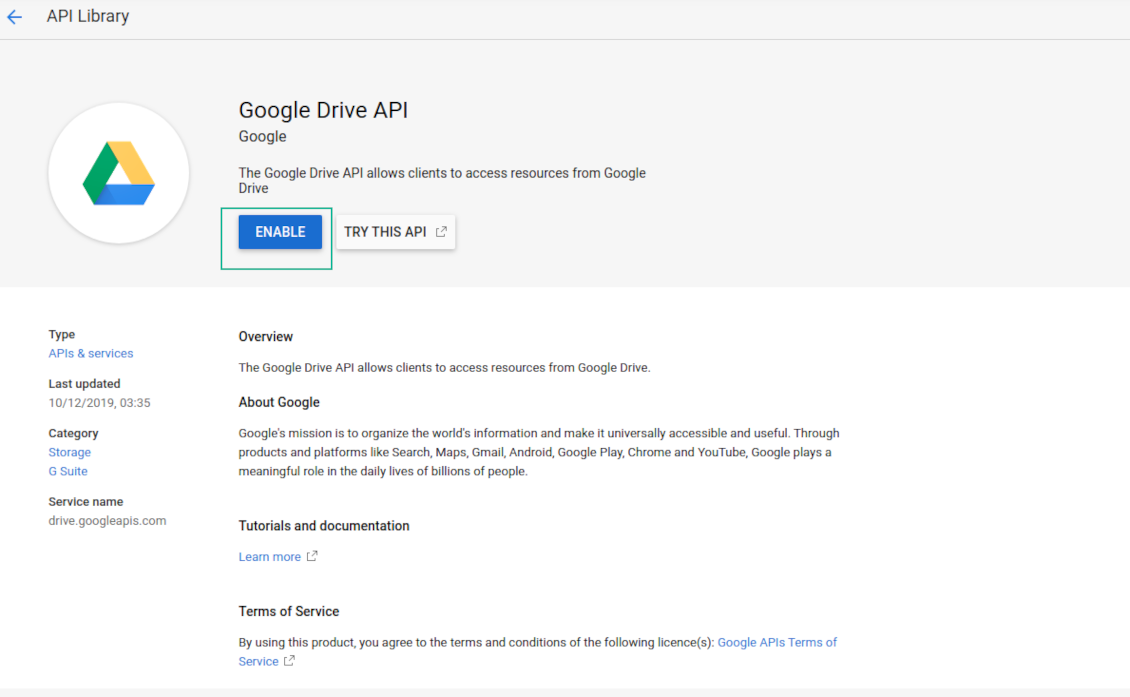 API Library
Google Drive API
Google
The Google Drive API allows clients to access resources from Google
Drive
ENABLE
TRY THIS API
Type
APIs & services
Last updated
10/12/2019, 03:35
Category
Storage
G Suite
Service name
drive.googleapis.com
Overview
The Google Drive API allows clients to access resources from Google Drive.
About Google
Google's mission is to organize the world's information and make it universally accessible and useful. Through
products and platforms like Search, Maps, Gmail, Android, Google Play, Chrome and YouTube, Google plays a
meaningful role in the daily lives of billions of people.
Tutorials and documentation
Learn more
Terms of Service
By using this product, you agree to the terms and conditions of the following licence(s): Google APIs Terms of
Service